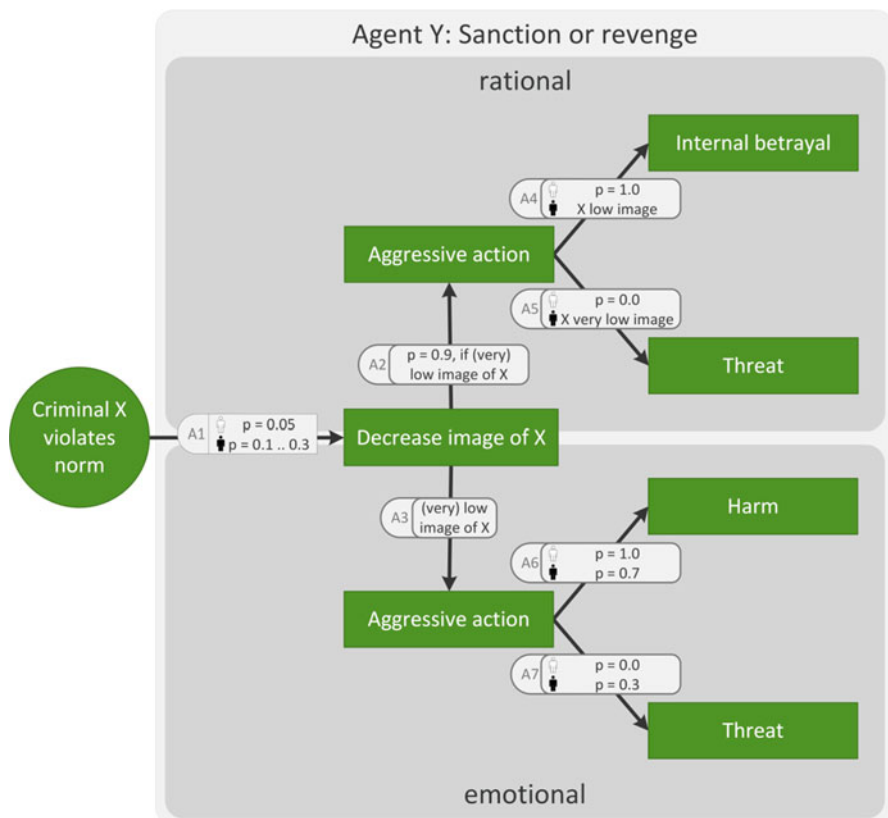 Agent Y: Sanction or revenge
rational
Internal betrayal
A4
p = 1.0
X low image
Aggressive action
A5
p = 0.0
X very low image
Threat
A2
p = 0.9, if (very)
low image of X
Criminal X
violates
norm
A1
p = 0.05
p = 0.1 .. 0.3
Decrease image of X
A3
(very) low
image of X
Harm
A6
p = 1.0
p = 0.7
Aggressive action
A7
p = 0.0
p = 0.3
Threat
emotional